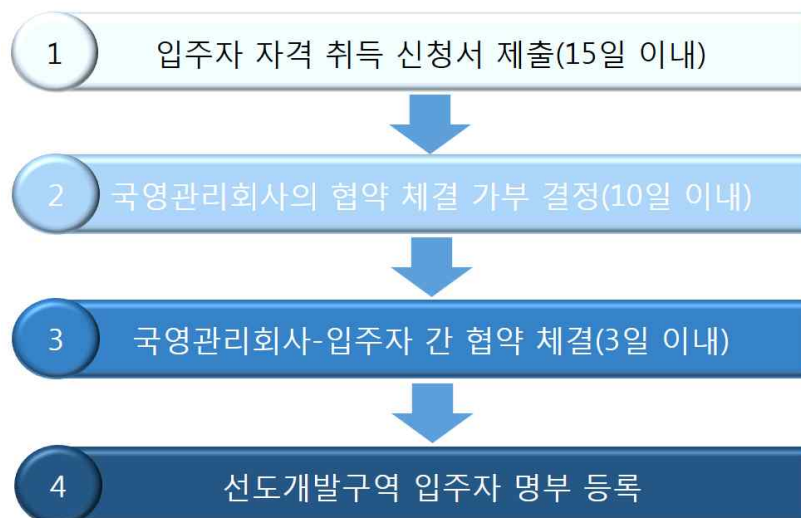 1 입주자 자격 취득 신청서 제출(15일 이내)
2 국영관리회사의 협약 체결 가부 결정(10일 이내)
3 국영관리회사-입주자 간 협약 체결(3일 이내)
4 선도개발구역 입주자 명부 등록